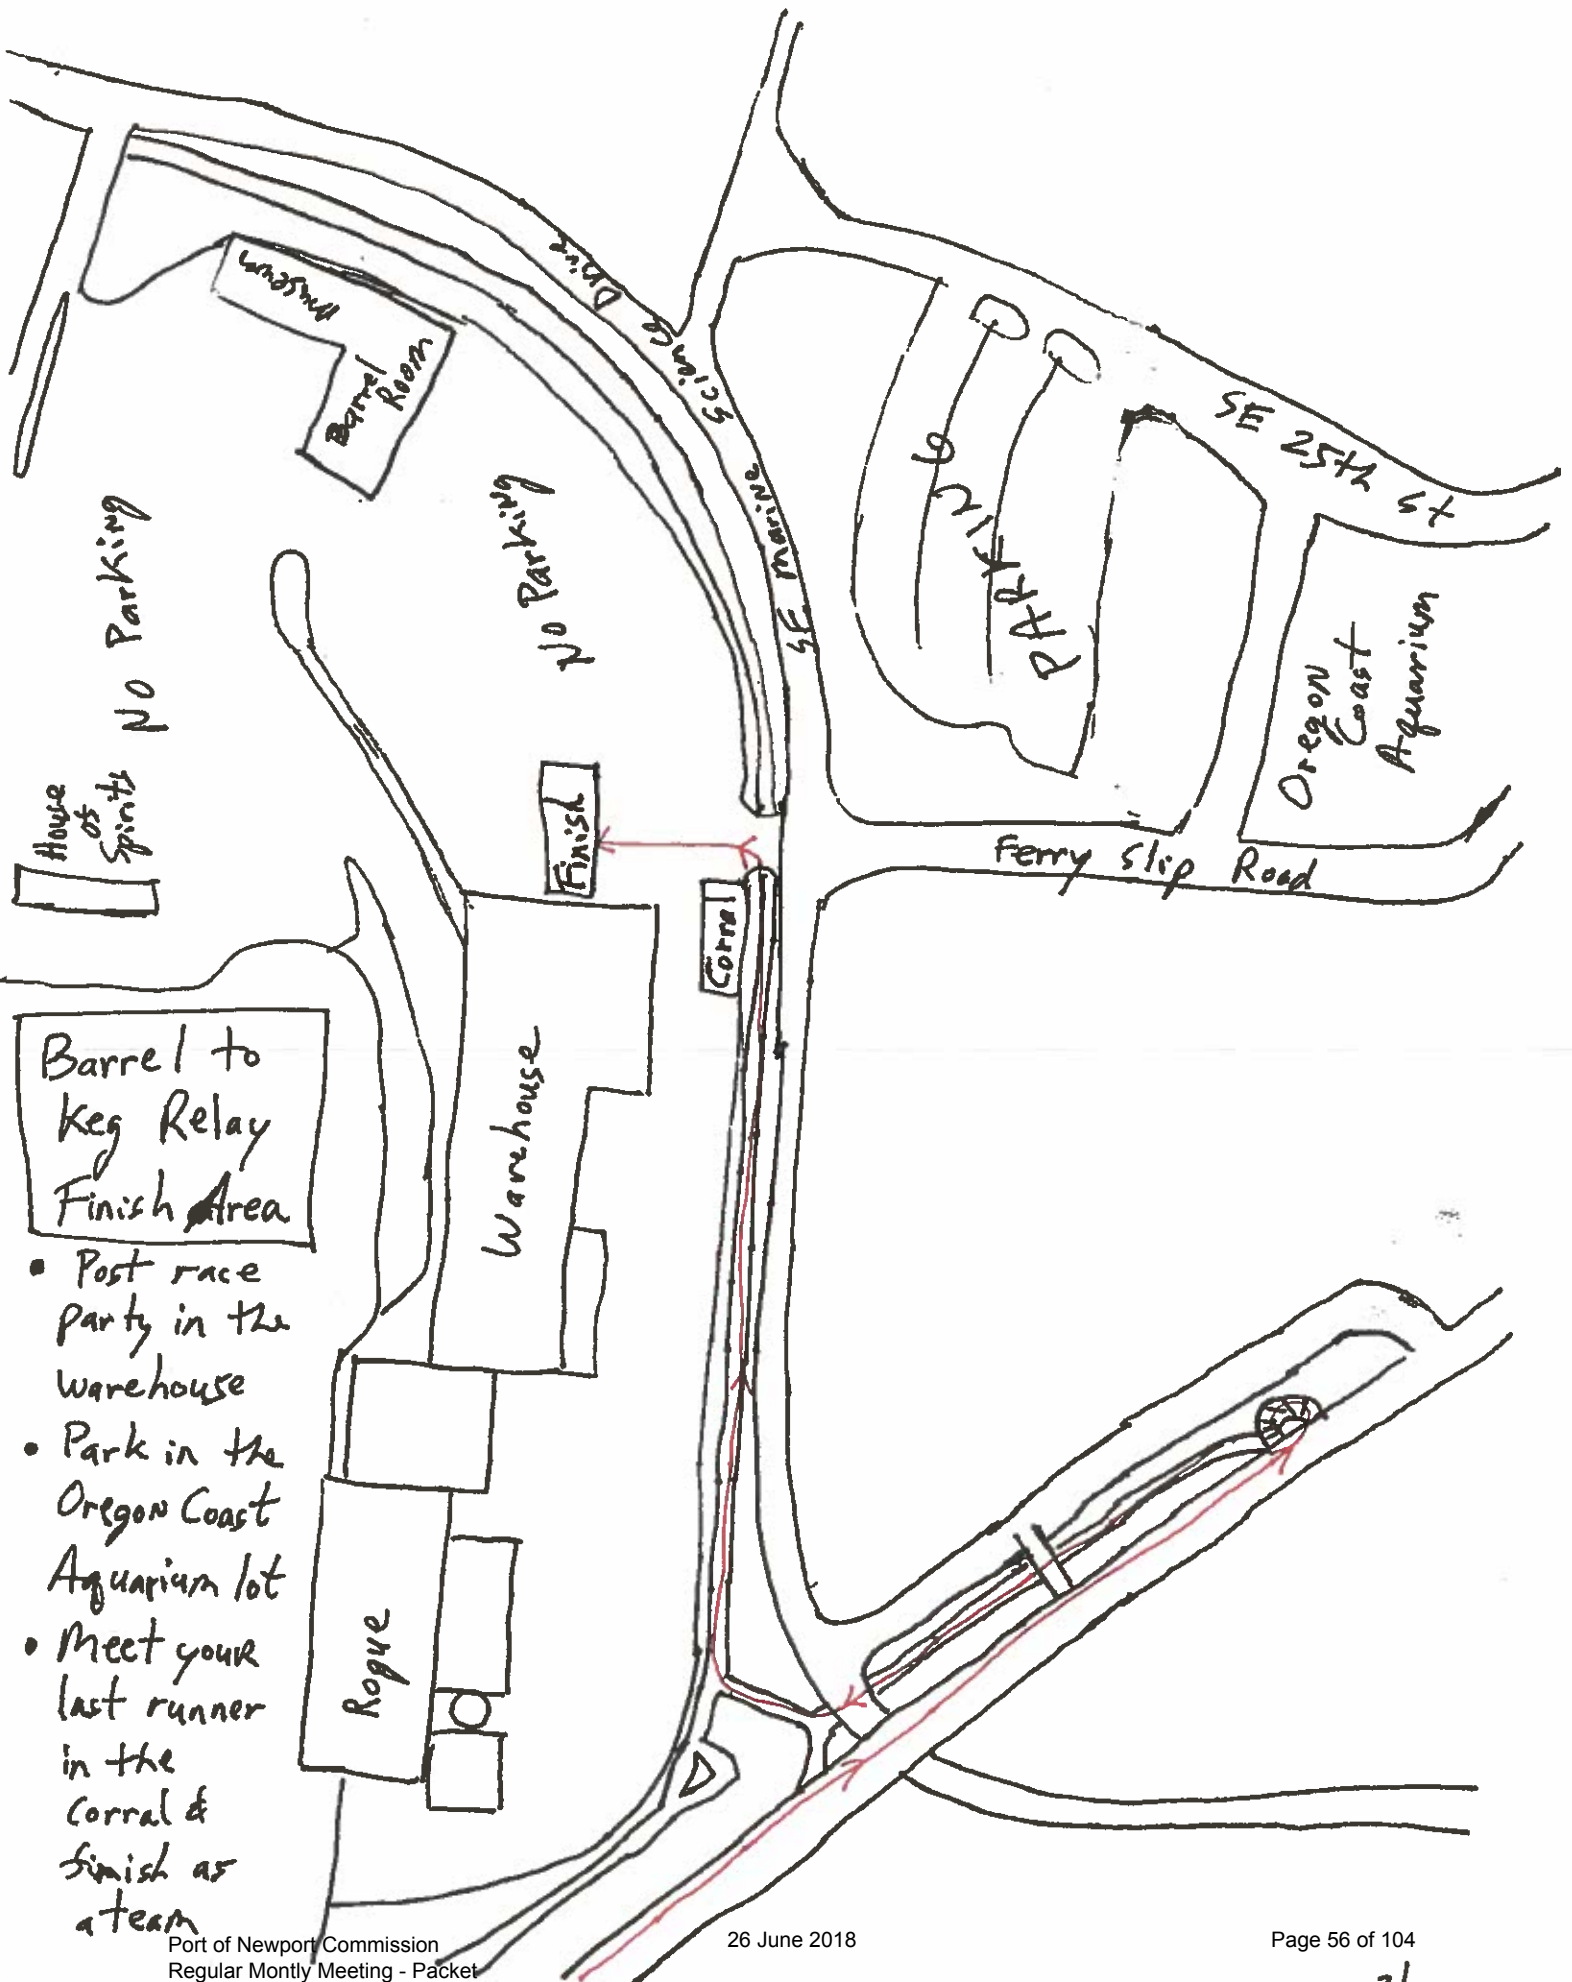 SE Marine Science Drive
Museum
Barrel
Room
No Parking
No Parking
PARKING
SE 25th St
Oregon
Coast
Aquarium
House
of
Spirits
Finish
Corral
Ferry Slip Road
Warehouse
Rogue
Barrel to
Keg Relay
Finish Area
• Post race
party in the
warehouse
• Park in the
Oregon Coast
Aquarium lot
• Meet your
last runner
in the
corral &
finish as
a team
Port of Newport Commission
Regular Montly Meeting - Packet
26 June 2018
Page 56 of 104